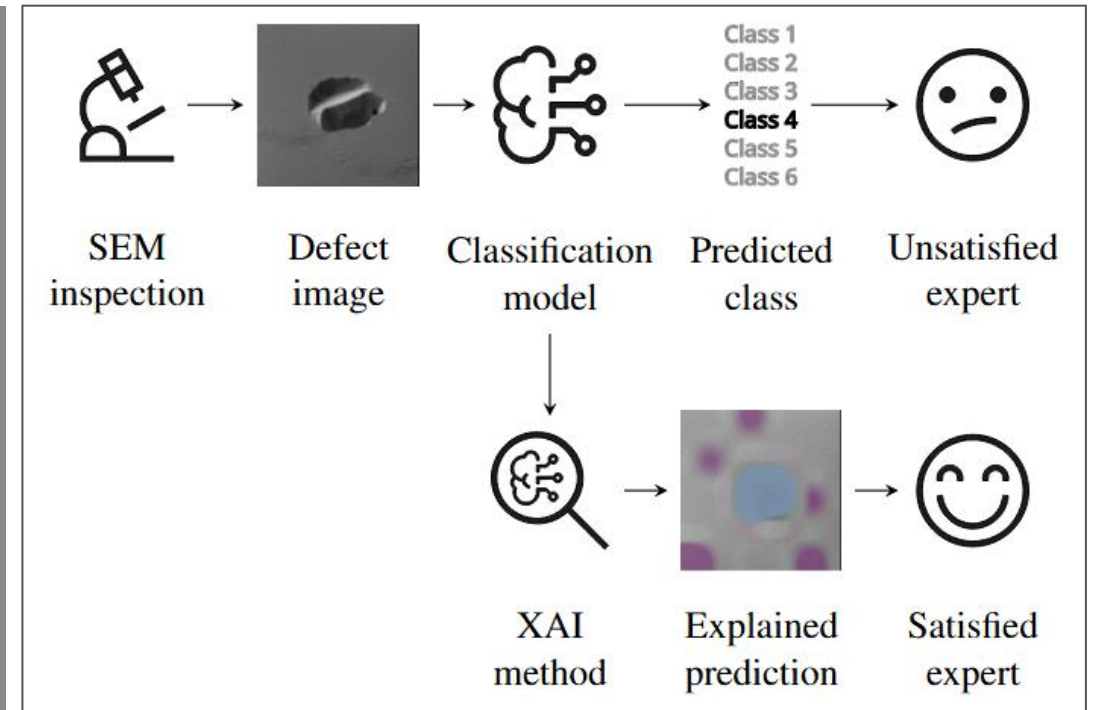 Class 1
Class 2
Class 3
Class 4
Class 5
Class 6
SEM
inspection
Defect
image
Classification
model
Predicted
class
Unsatisfied
expert
XAI
method
Explained
prediction
Satisfied
expert